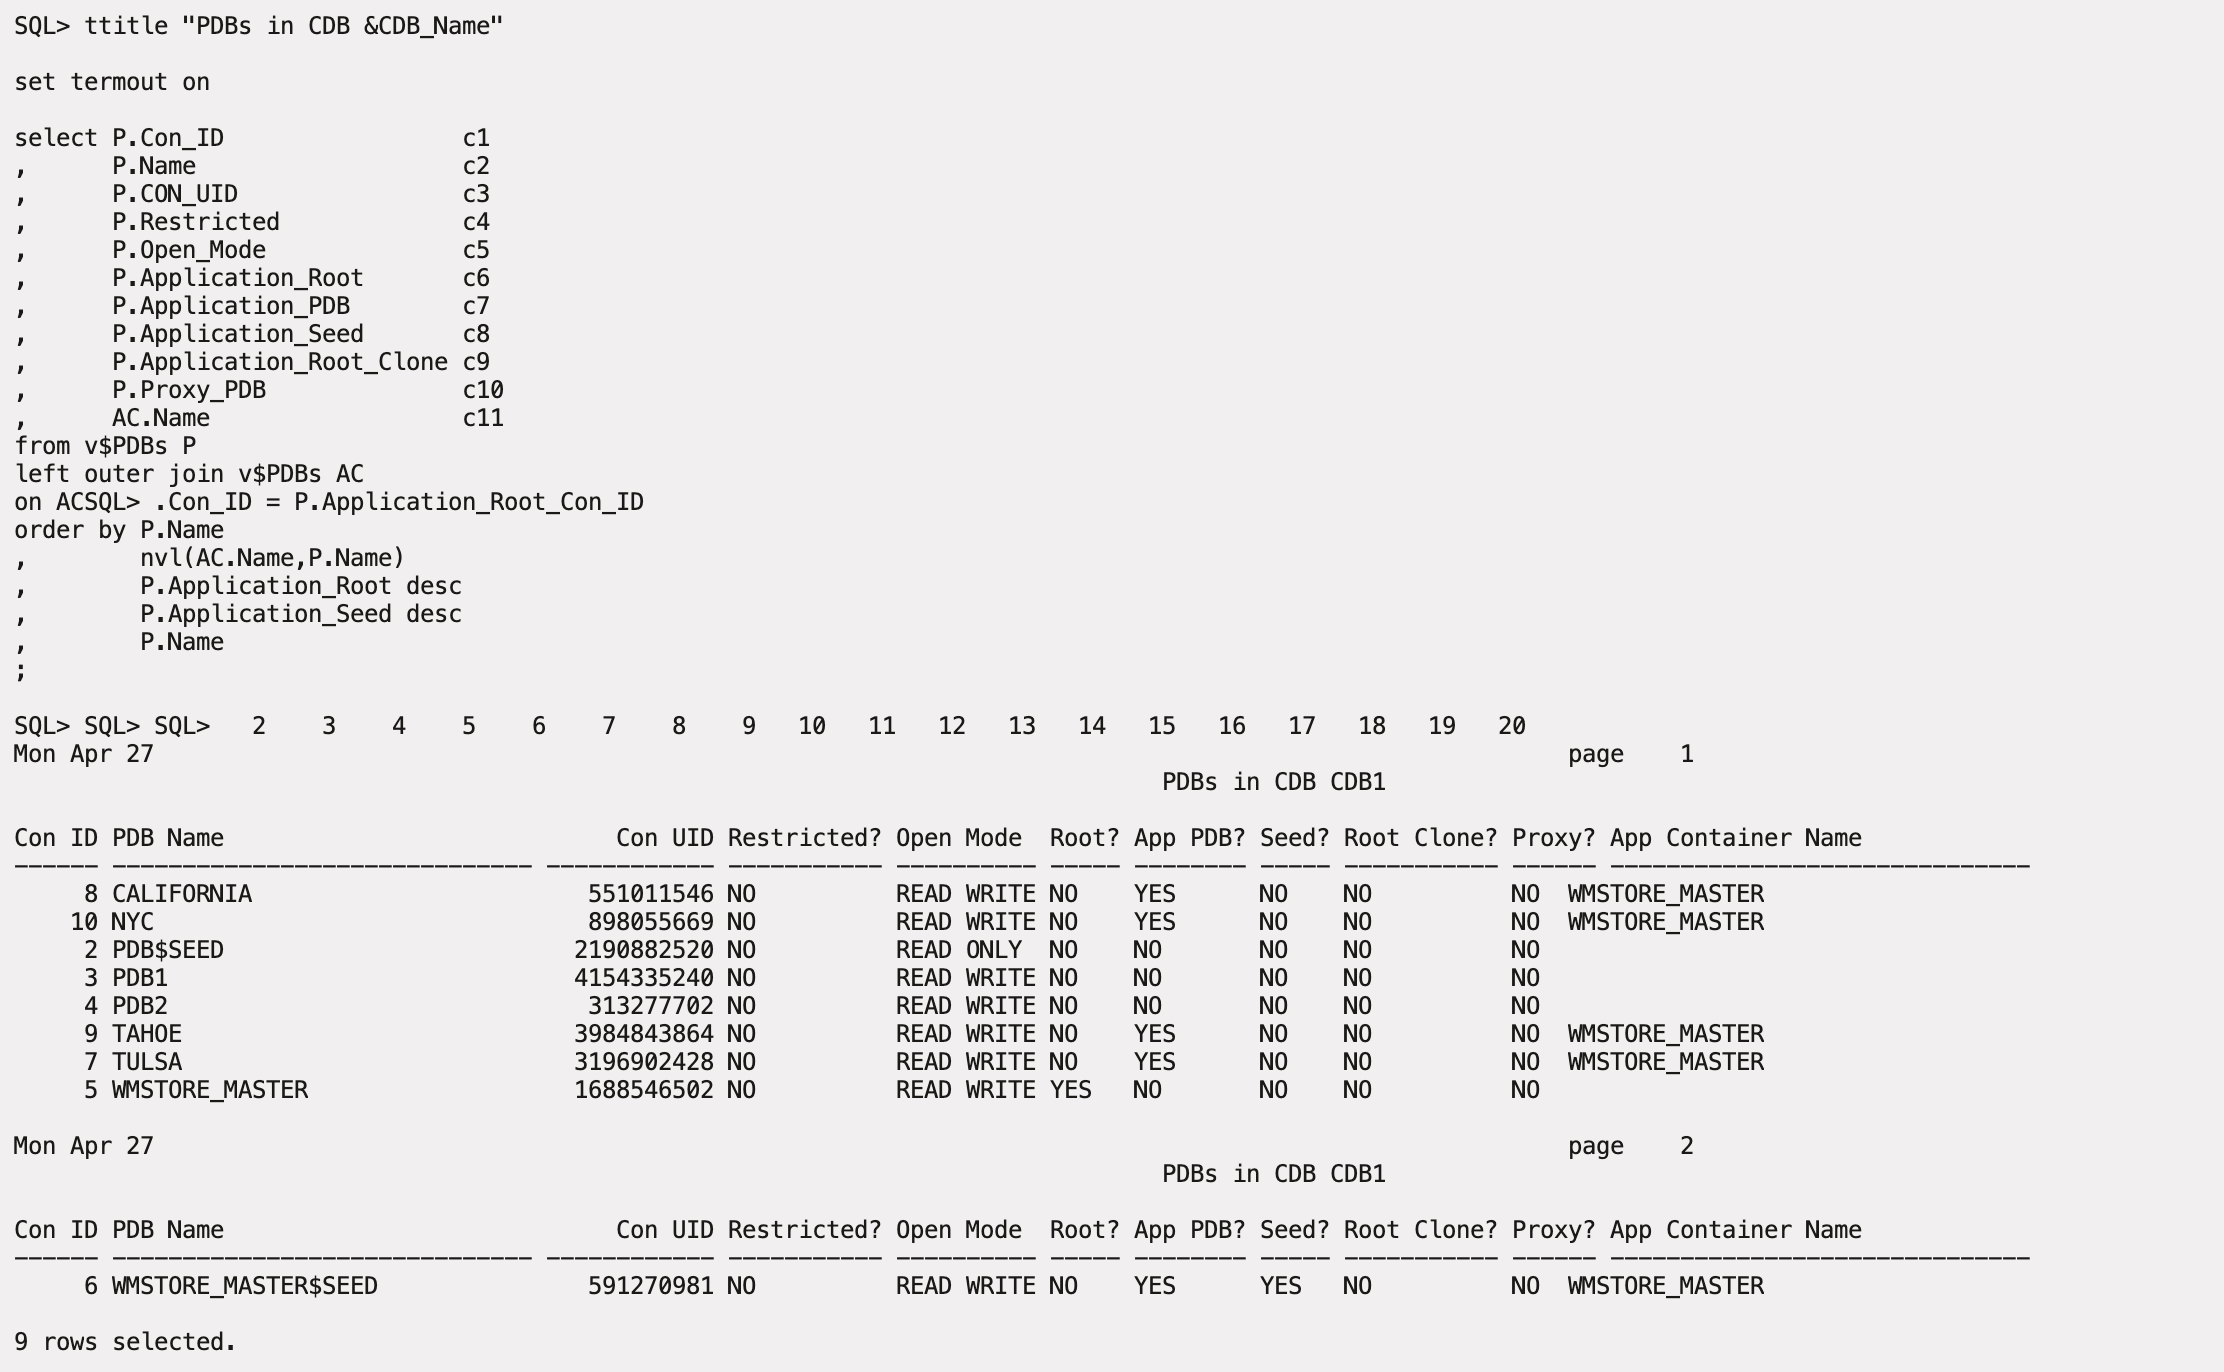 SQL> ttitle "PDBs in CDB &CDB_Name"

set termout on

select P.Con_ID                 c1
,      P.Name                   c2
,      P.CON_UID                c3
,      P.Restricted             c4
,      P.Open_Mode              c5
,      P.Application_Root       c6
,      P.Application_PDB        c7
,      P.Application_Seed       c8
,      P.Application_Root_Clone c9
,      P.Proxy_PDB              c10
,      AC.Name                  c11
from v$PDBs P
left outer join v$PDBs AC
on ACSQL> .Con_ID = P.Application_Root_Con_ID
order by P.Name
,        nvl(AC.Name,P.Name)
,        P.Application_Root desc
,        P.Application_Seed desc
,        P.Name
;

SQL> SQL> SQL>   2    3    4    5    6    7    8    9   10   11   12   13   14   15   16   17   18   19   20
Mon Apr 27                                                                                                     page    1
                                                                                  PDBs in CDB CDB1

Con ID PDB Name                            Con UID Restricted? Open Mode  Root? App PDB? Seed? Root Clone? Proxy? App Container Name
------ ------------------------------ ------------ ----------- ---------- ----- -------- ----- ----------- ------ ------------------------------
     8 CALIFORNIA                        551011546 NO          READ WRITE NO    YES      NO    NO          NO  WMSTORE_MASTER
    10 NYC                               898055669 NO          READ WRITE NO    YES      NO    NO          NO  WMSTORE_MASTER
     2 PDB$SEED                         2190882520 NO          READ ONLY  NO    NO       NO    NO          NO
     3 PDB1                             4154335240 NO          READ WRITE NO    NO       NO    NO          NO
     4 PDB2                              313277702 NO          READ WRITE NO    NO       NO    NO          NO
     9 TAHOE                            3984843864 NO          READ WRITE NO    YES      NO    NO          NO  WMSTORE_MASTER
     7 TULSA                            3196902428 NO          READ WRITE NO    YES      NO    NO          NO  WMSTORE_MASTER
     5 WMSTORE_MASTER                   1688546502 NO          READ WRITE YES   NO       NO    NO          NO

Mon Apr 27                                                                                                     page    2
                                                                                  PDBs in CDB CDB1

Con ID PDB Name                            Con UID Restricted? Open Mode  Root? App PDB? Seed? Root Clone? Proxy? App Container Name
------ ------------------------------ ------------ ----------- ---------- ----- -------- ----- ----------- ------ ------------------------------
     6 WMSTORE_MASTER$SEED               591270981 NO          READ WRITE NO    YES      YES   NO          NO  WMSTORE_MASTER

9 rows selected.